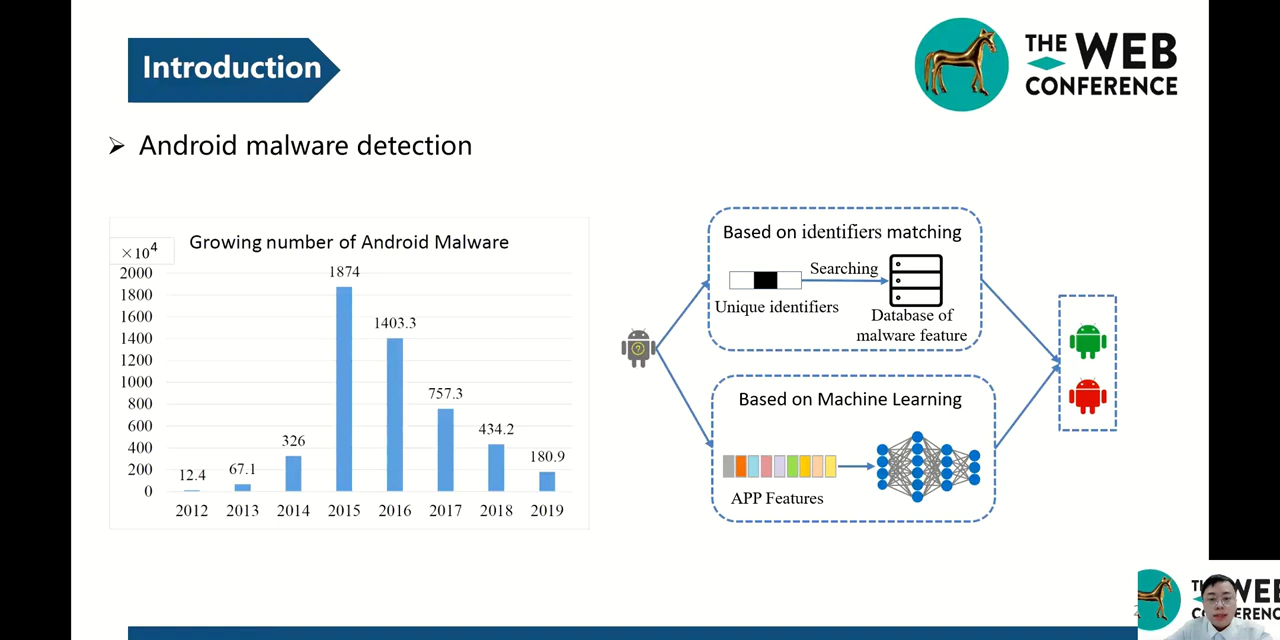 Introduction
THE WEB
CONFERENCE
Android malware detection
×10⁴
Growing number of Android Malware
2000
1800
1600
1400
1200
1000
800
600
400
200
0
12.4
67.1
326
1874
1403.3
757.3
434.2
180.9
2012 2013 2014 2015 2016 2017 2018 2019
?
Based on identifiers matching
Searching
Unique identifiers
Database of
malware feature
Based on Machine Learning
APP Features